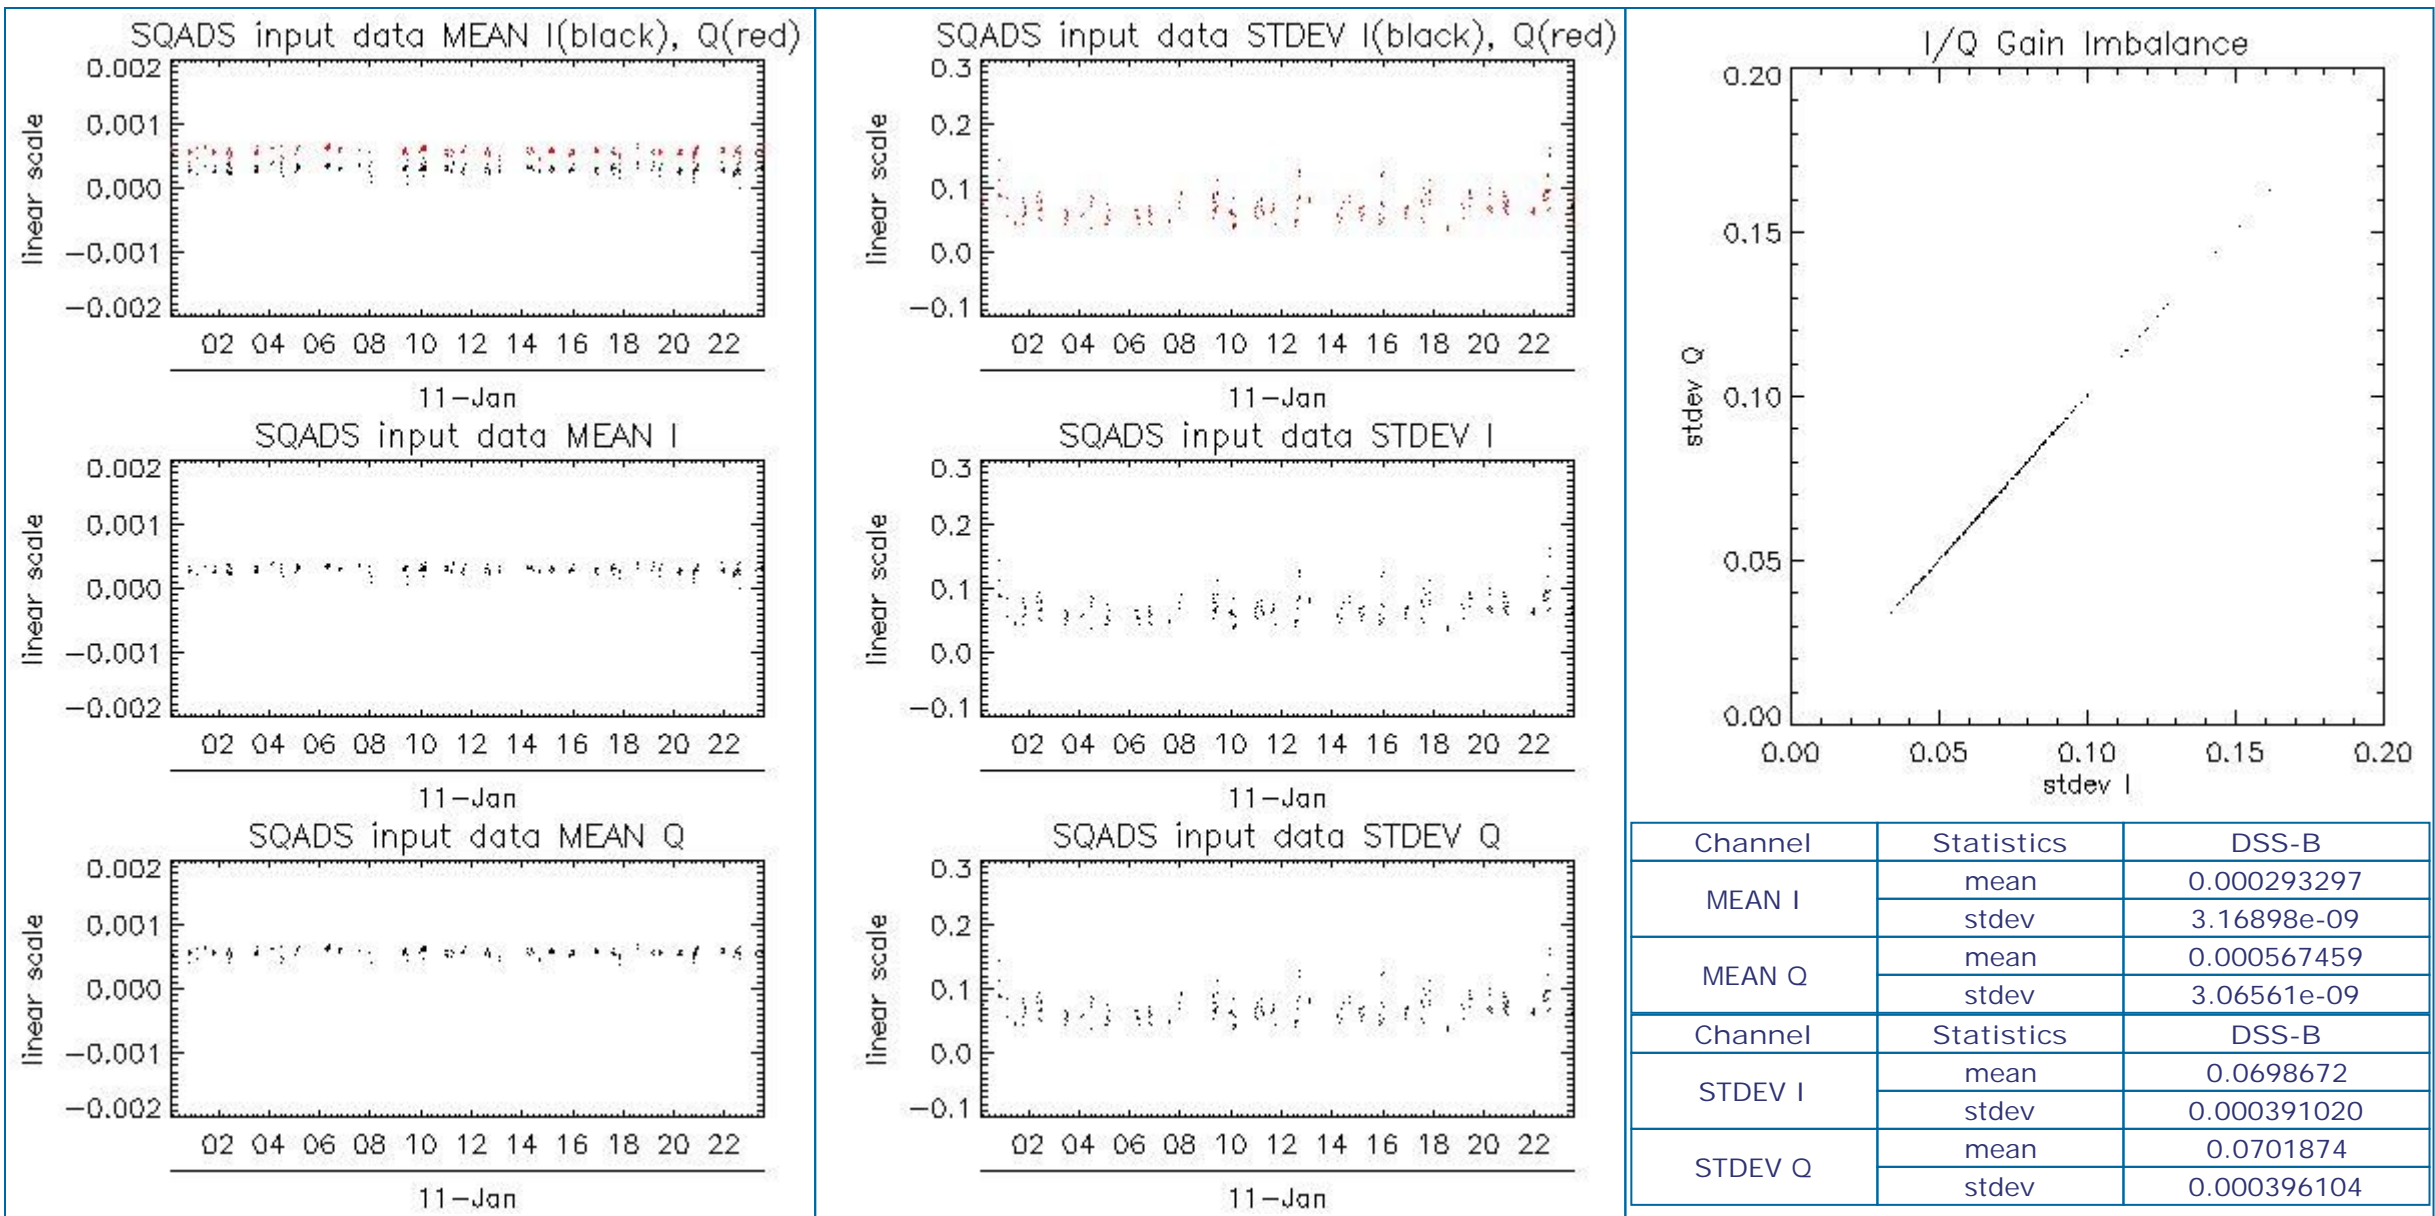 SQADS input data MEAN I(black), Q(red)
0.002
0.001
0.000
−0.001
−0.002
linear scale
02 04 06 08 10 12 14 16 18 20 22
11−Jan
SQADS input data MEAN I
0.002
0.001
0.000
−0.001
−0.002
linear scale
02 04 06 08 10 12 14 16 18 20 22
11−Jan
SQADS input data MEAN Q
0.002
0.001
0.000
−0.001
−0.002
linear scale
02 04 06 08 10 12 14 16 18 20 22
11−Jan
SQADS input data STDEV I(black), Q(red)
0.3
0.2
0.1
0.0
−0.1
linear scale
02 04 06 08 10 12 14 16 18 20 22
11−Jan
SQADS input data STDEV I
0.3
0.2
0.1
0.0
−0.1
linear scale
02 04 06 08 10 12 14 16 18 20 22
11−Jan
SQADS input data STDEV Q
0.3
0.2
0.1
0.0
−0.1
linear scale
02 04 06 08 10 12 14 16 18 20 22
11−Jan
I/Q Gain Imbalance
0.20
0.15
0.10
0.05
0.00
stdev Q
0.00 0.05 0.10 0.15 0.20
stdev I
Channel Statistics DSS-B
MEAN I mean 0.000293297
stdev 3.16898e-09
MEAN Q mean 0.000567459
stdev 3.06561e-09
Channel Statistics DSS-B
STDEV I mean 0.0698672
stdev 0.000391020
STDEV Q mean 0.0701874
stdev 0.000396104